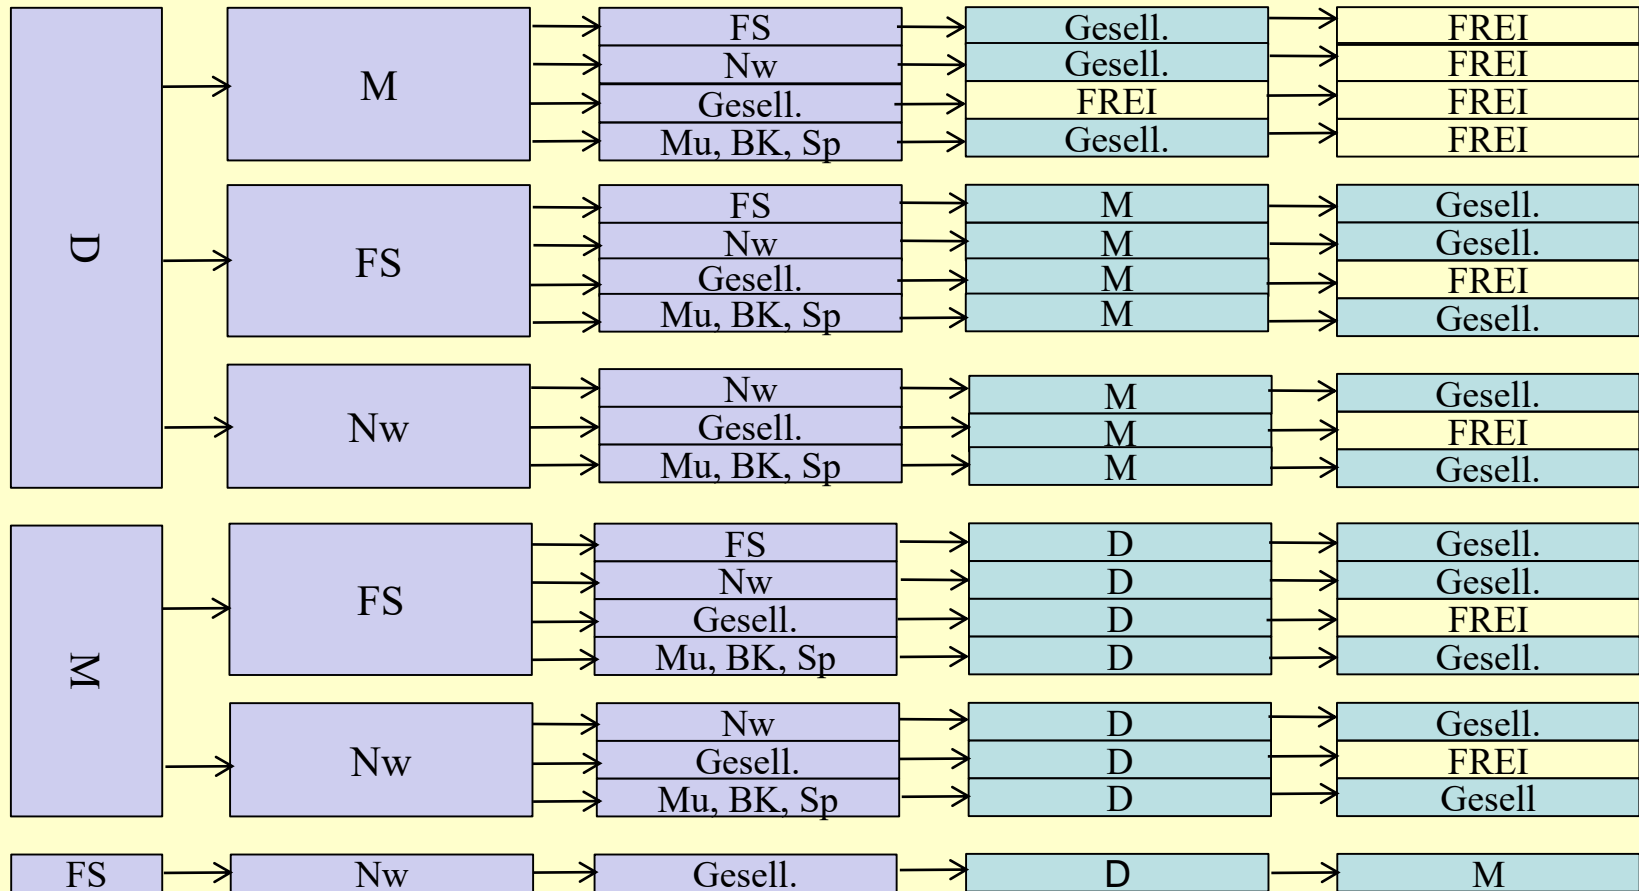 FS Gesell. FREI
Nw Gesell. FREI
M
Gesell. FREI FREI
Mu, BK, Sp Gesell. FREI
D
FS M Gesell.
Nw M Gesell.
FS
Gesell. M FREI
Mu, BK, Sp M Gesell.
Nw M Gesell.
Nw
Gesell. M FREI
Mu, BK, Sp M Gesell.
FS D Gesell.
Nw D Gesell.
FS
Gesell. D FREI
Mu, BK, Sp D Gesell.
M
Nw D Gesell.
Nw
Gesell. D FREI
Mu, BK, Sp D Gesell
FS Nw Gesell. D M